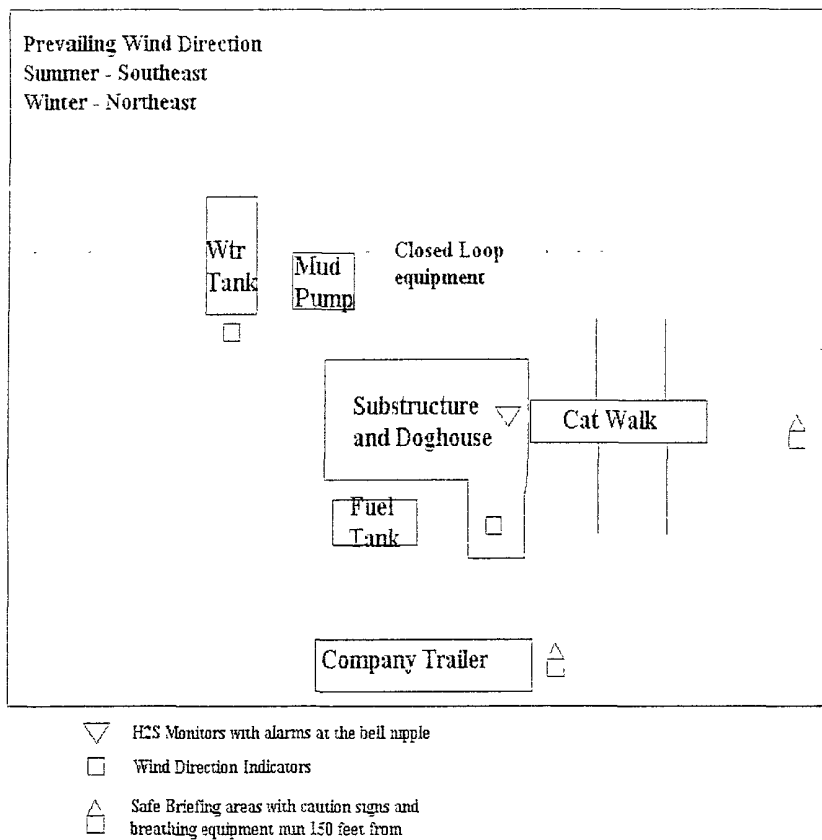 Prevailing Wind Direction
Summer - Southeast
Winter - Northeast
Wtr
Tank
Mud
Pump
Closed Loop
equipment
Substructure
and Doghouse
Cat Walk
Fuel
Tank
Company Trailer
H2S Monitors with alarms at the bell nipple
Wind Direction Indicators
Safe Briefing areas with caution signs and
breathing equipment min 150 feet from